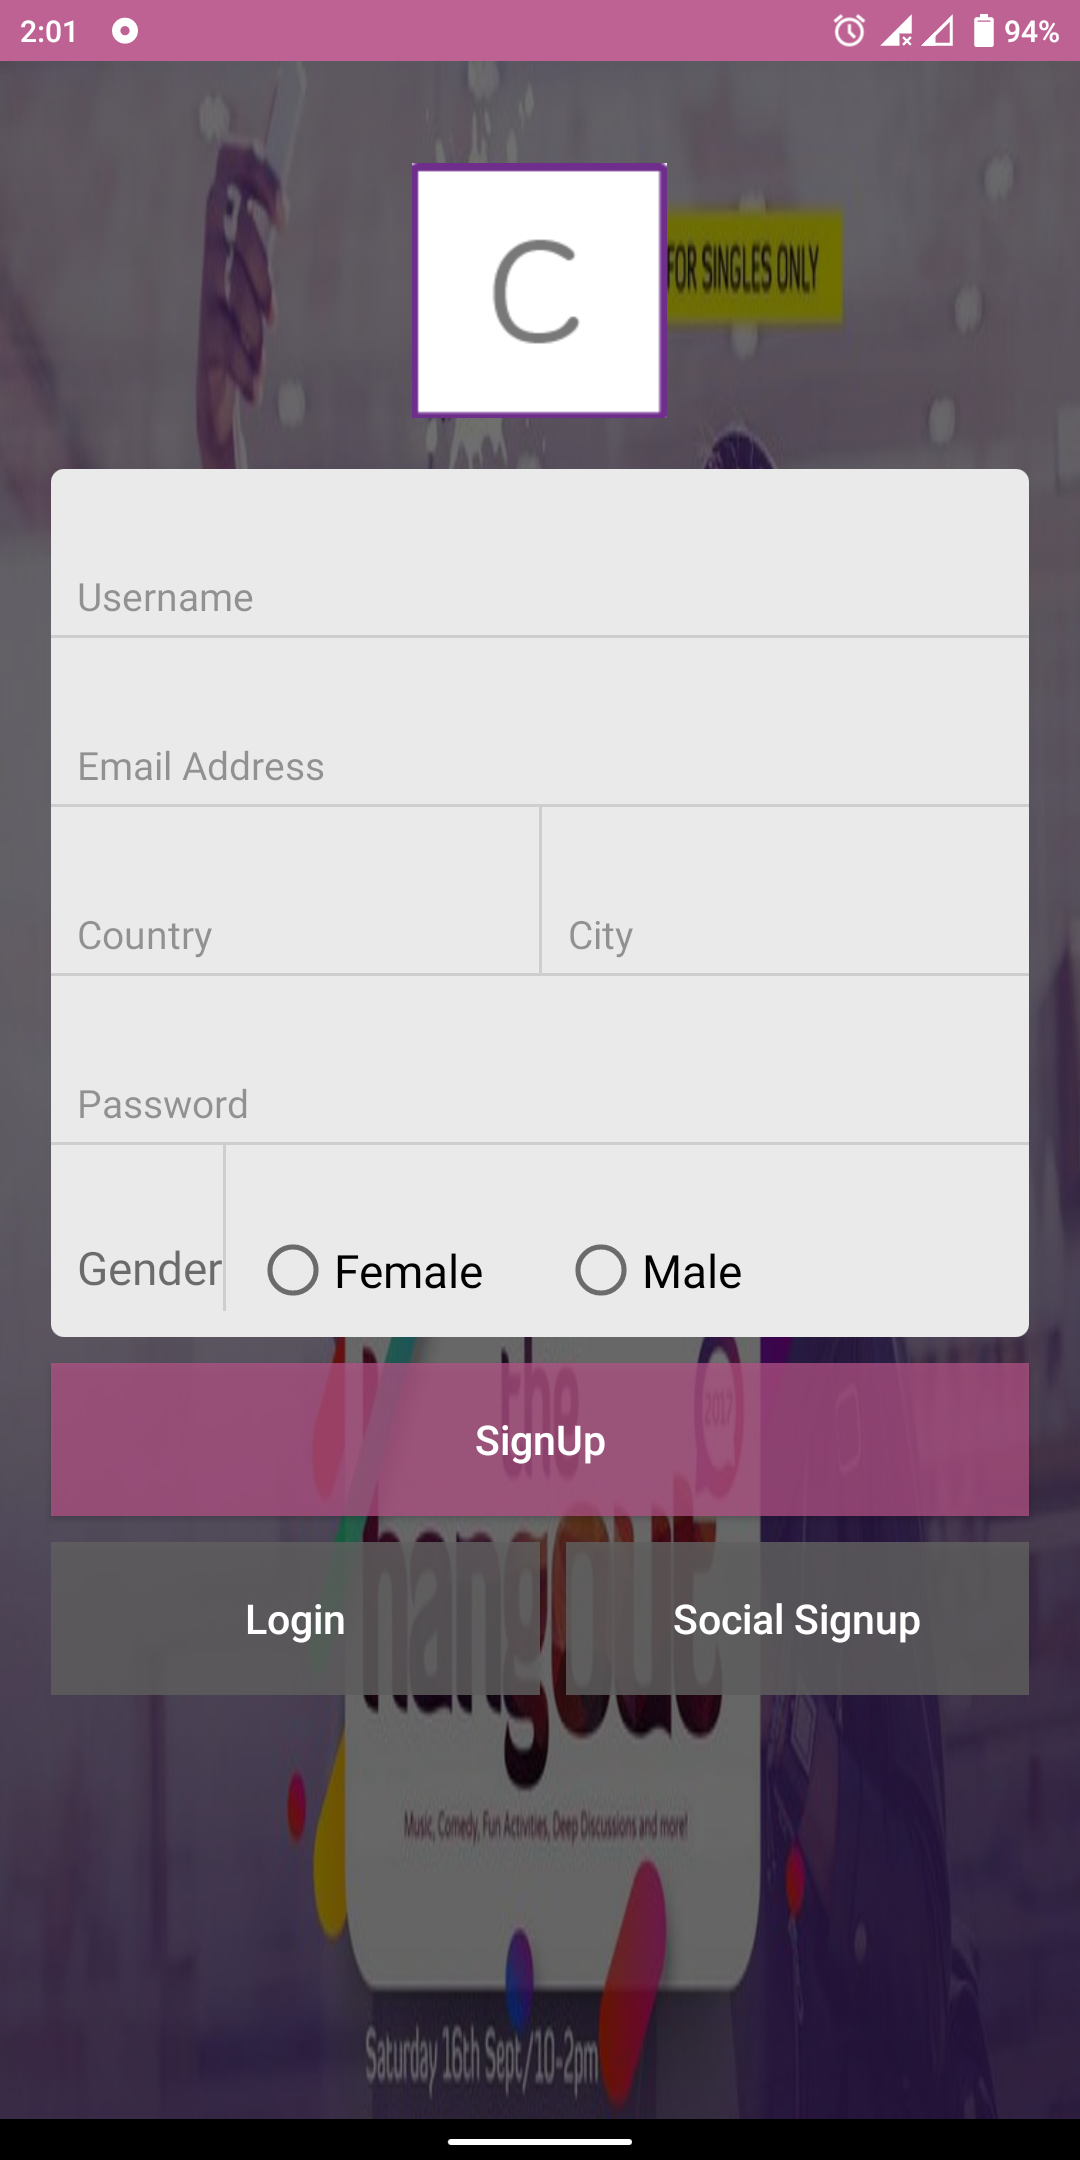 2:01
94%
C
FOR SINGLES ONLY
Username
Email Address
Country
City
Password
Gender
Female
Male
the
2017
SignUp
hangout
Login
Social Signup
Music, Comedy, Fun Activities, Deep Discussions and more!
Saturday 16th Sept/10-2pm